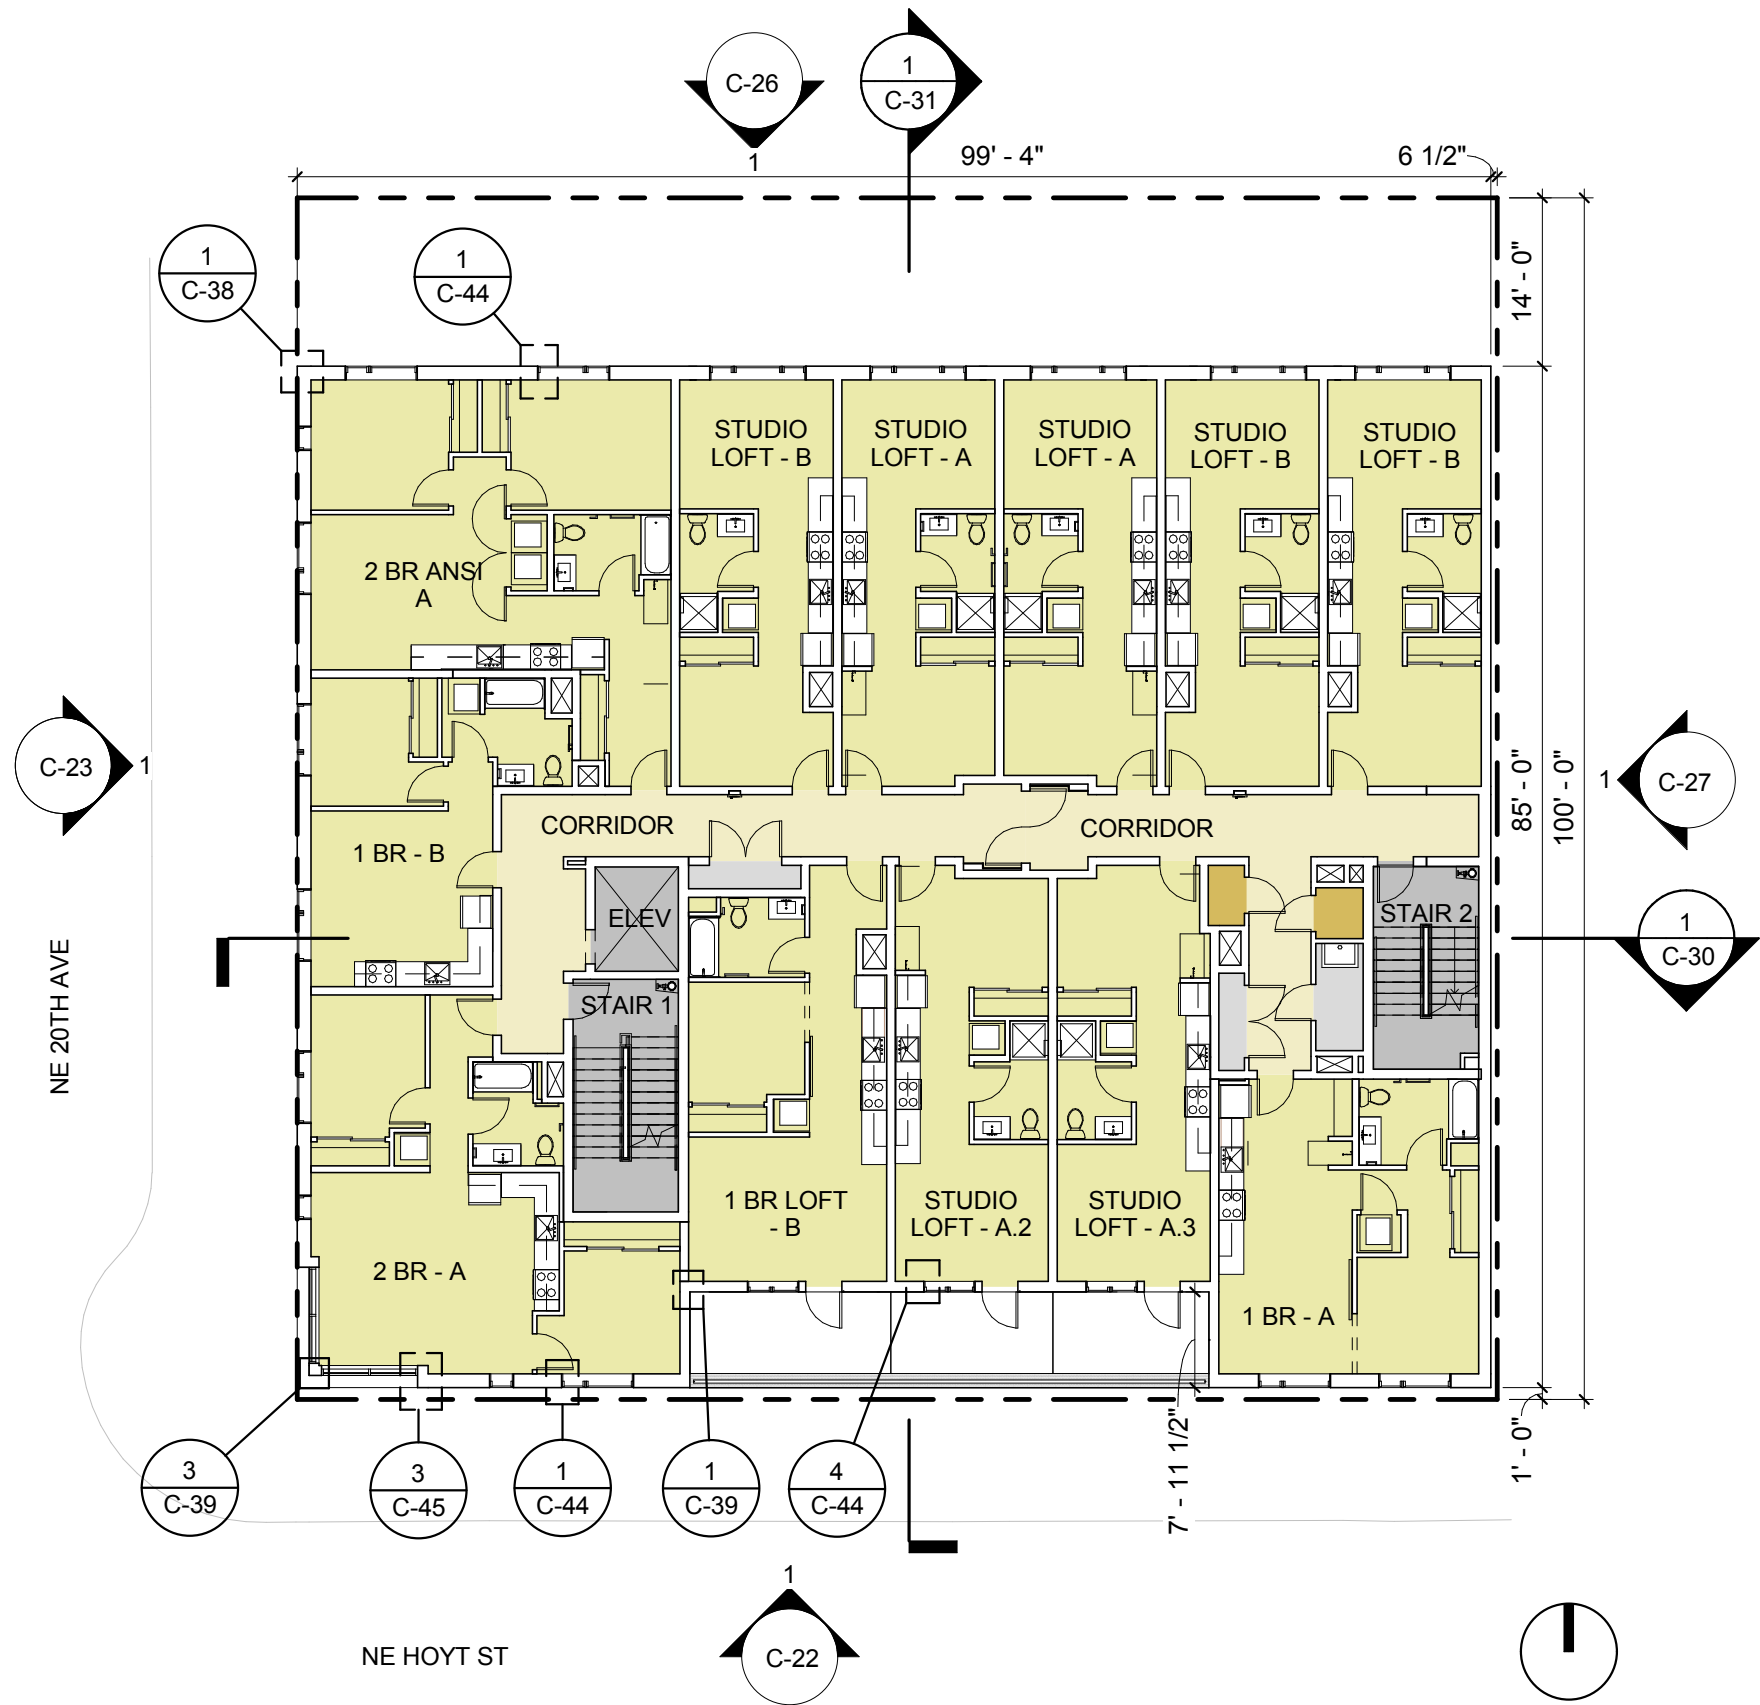 C-26
1
1
C-31
99' - 4"
6 1/2"
1
C-38
1
C-44
14' - 0"
STUDIO
LOFT - B
STUDIO
LOFT - A
STUDIO
LOFT - A
STUDIO
LOFT - B
STUDIO
LOFT - B
2 BR ANSI
A
C-23
1
1
C-27
85' - 0"
100' - 0"
CORRIDOR
CORRIDOR
1 BR - B
ELEV
STAIR 2
1
C-30
NE 20TH AVE
STAIR 1
1 BR LOFT
- B
STUDIO
LOFT - A.2
STUDIO
LOFT - A.3
2 BR - A
1 BR - A
7' - 11 1/2"
1' - 0"
3
C-39
3
C-45
1
C-44
1
C-39
4
C-44
1
C-22
NE HOYT ST